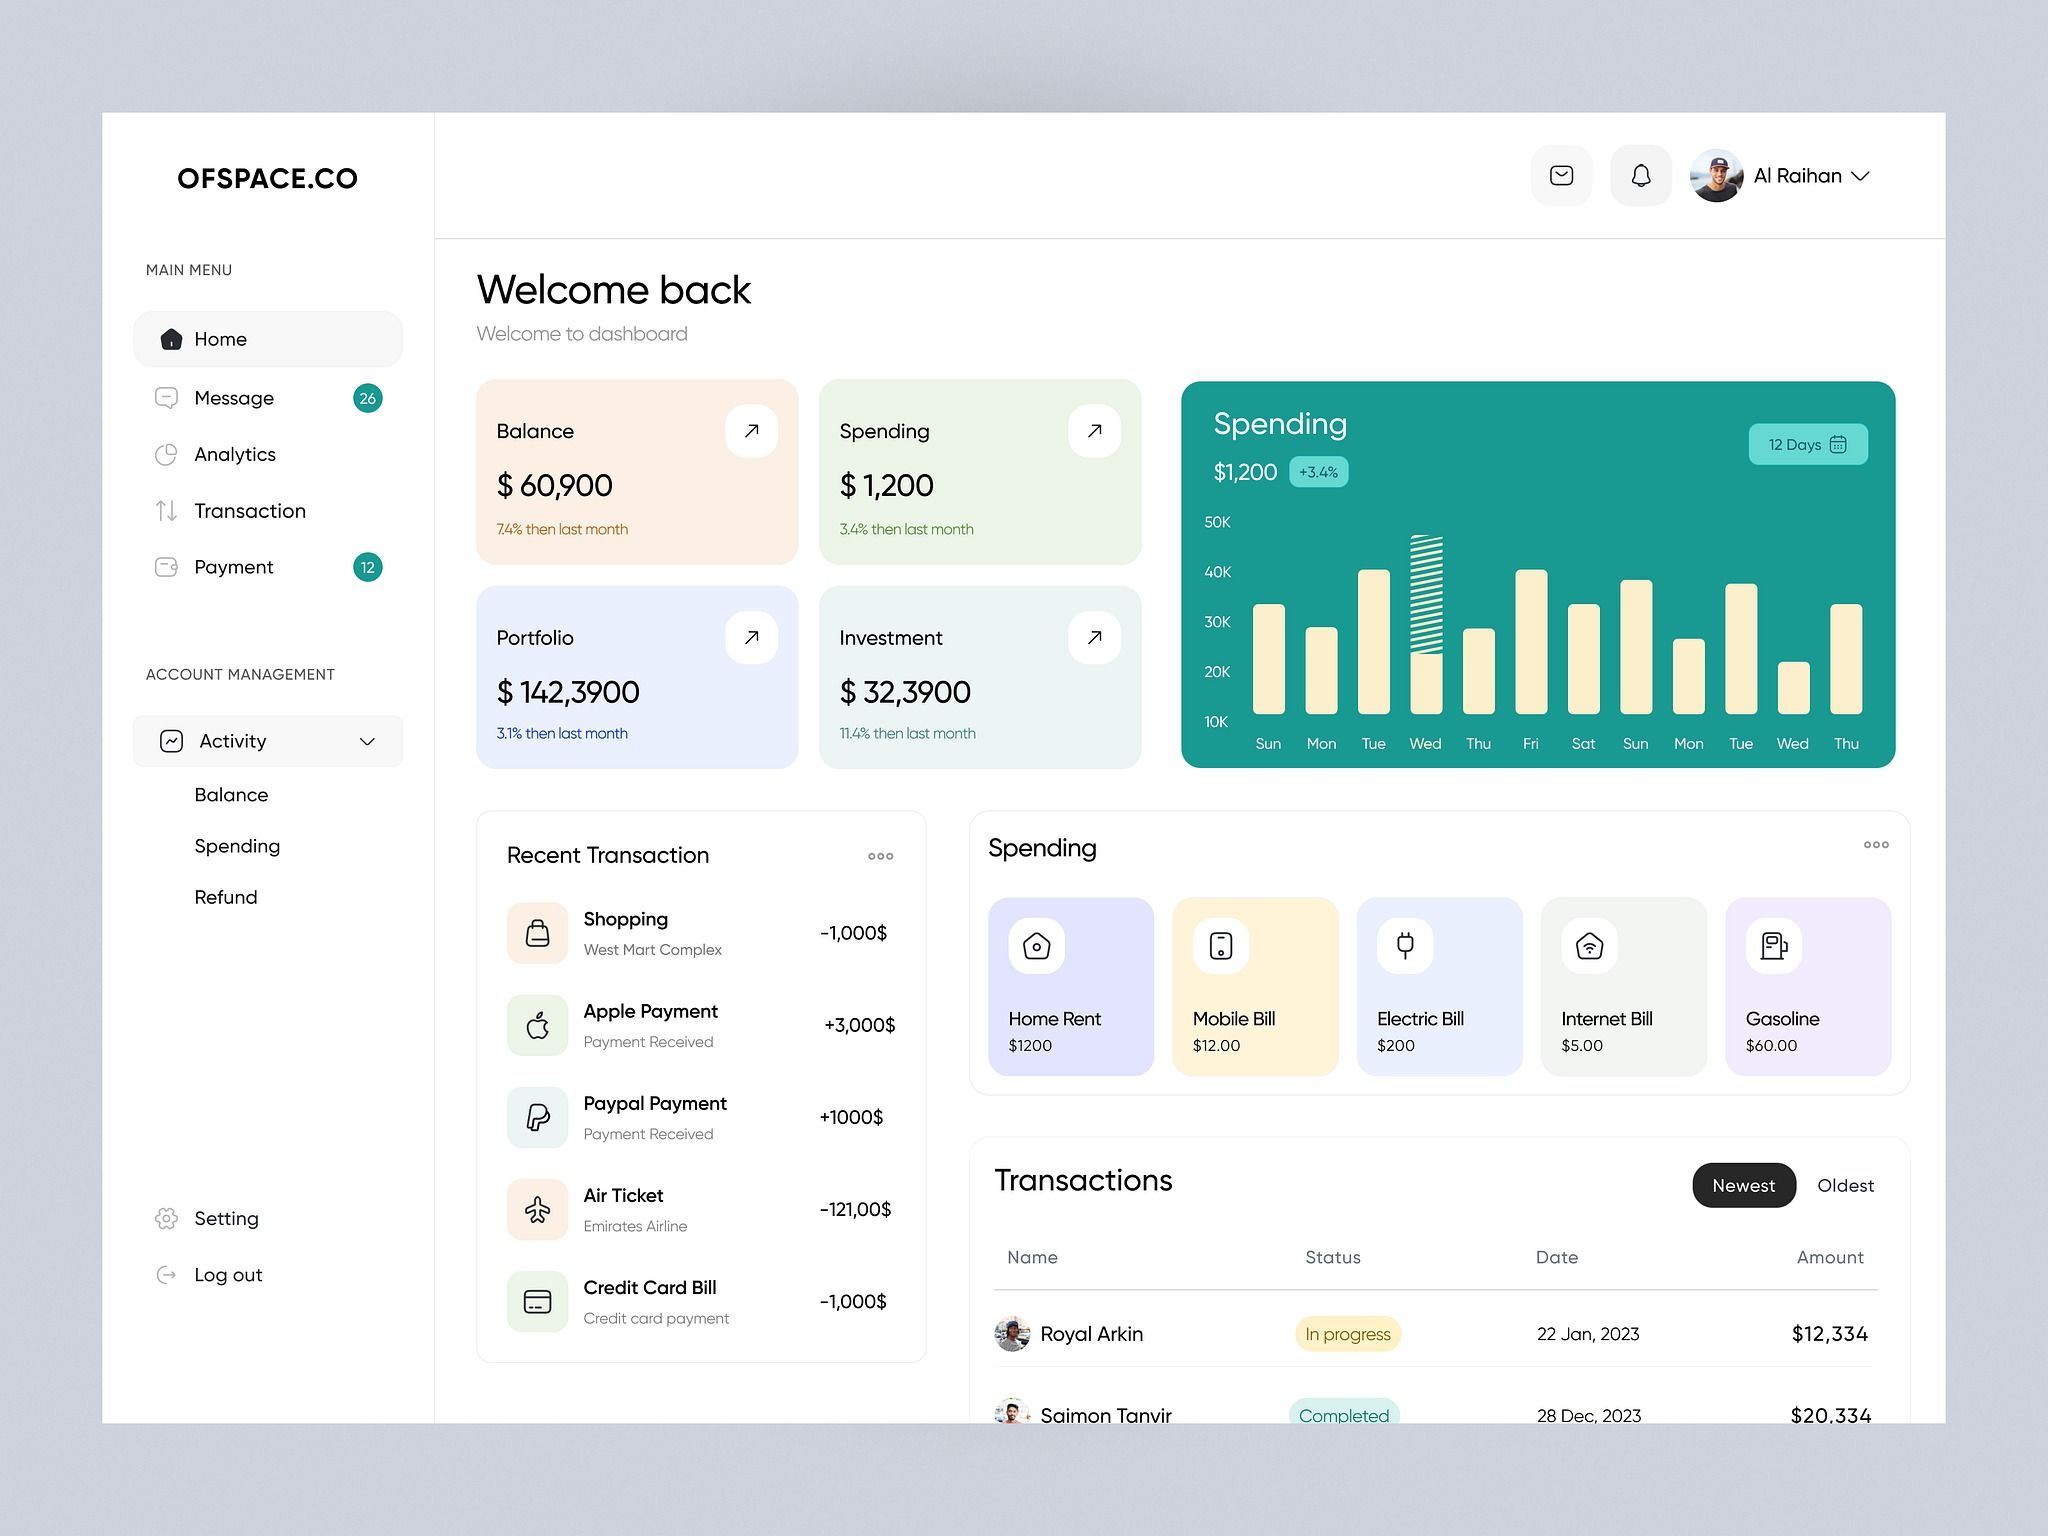 OFSPACE.CO
MAIN MENU
Home
Message 26
Analytics
Transaction
Payment 12
ACCOUNT MANAGEMENT
Activity
Balance
Spending
Refund
Setting
Log out
Al Raihan
Welcome back
Welcome to dashboard
Balance
$ 60,900
7.4% then last month
Spending
$ 1,200
3.4% then last month
Portfolio
$ 142,3900
3.1% then last month
Investment
$ 32,3900
11.4% then last month
Spending
$1,200 +3.4%
12 Days
50K
40K
30K
20K
10K
Sun Mon Tue Wed Thu Fri Sat Sun Mon Tue Wed Thu
Recent Transaction
Shopping
West Mart Complex
-1,000$
Apple Payment
Payment Received
+3,000$
Paypal Payment
Payment Received
+1000$
Air Ticket
Emirates Airline
-121,00$
Credit Card Bill
Credit card payment
-1,000$
Spending
Home Rent
$1200
Mobile Bill
$12.00
Electric Bill
$200
Internet Bill
$5.00
Gasoline
$60.00
Transactions
Newest Oldest
Name Status Date Amount
Royal Arkin In progress 22 Jan, 2023 $12,334
Saimon Tanvir Completed 28 Dec, 2023 $20,334